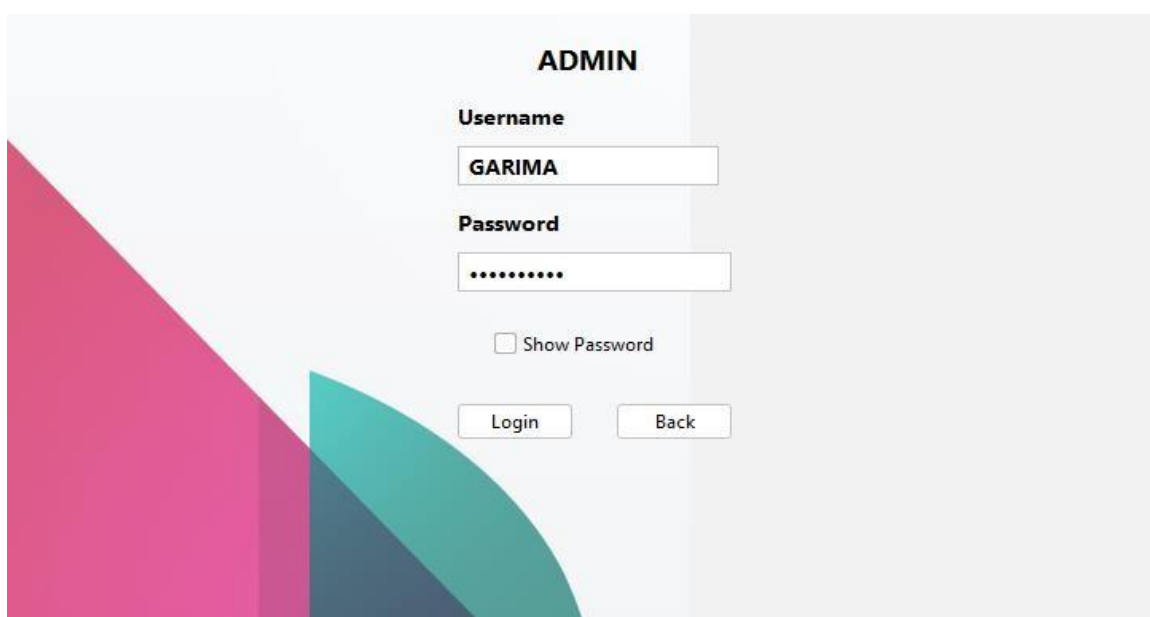 ADMIN
Username
GARIMA
Password
••••••••••
Show Password
Login Back